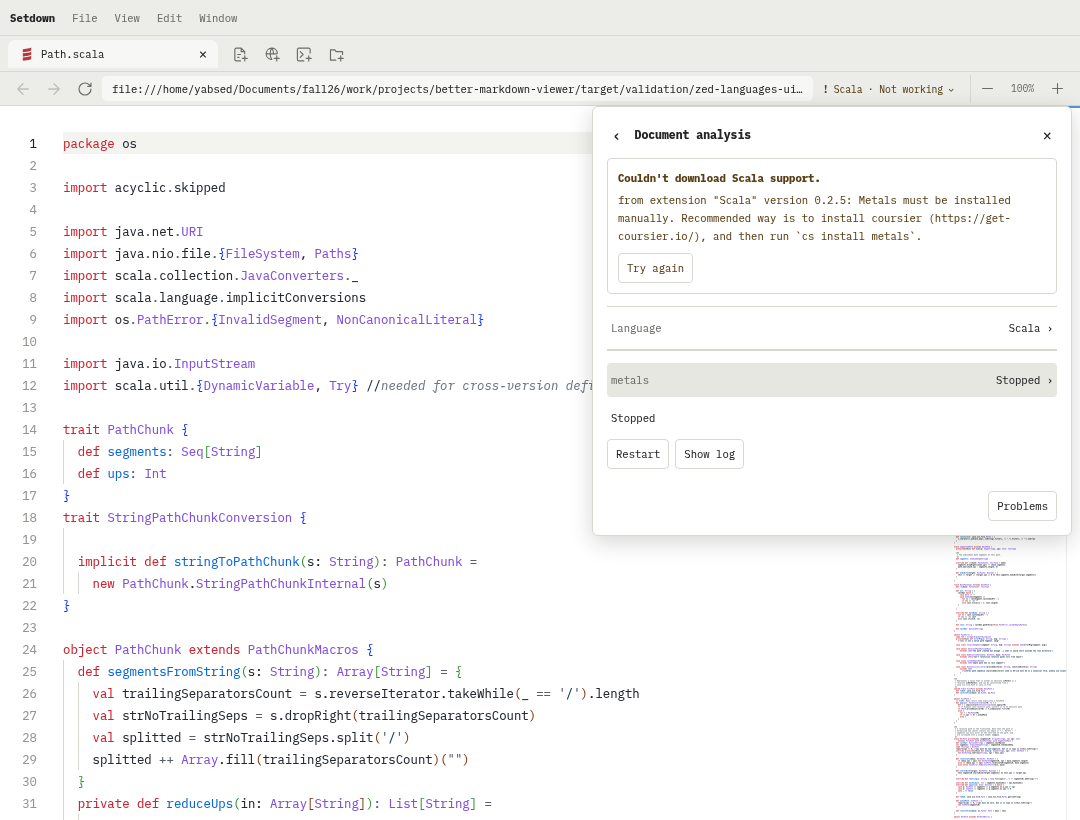 Setdown File View Edit Window
Path.scala ×
file:///home/yabsed/Documents/fall26/work/projects/better-markdown-viewer/target/validation/zed-languages-ui… ! Scala · Not working 100%
Document analysis ×
Couldn't download Scala support.
from extension "Scala" version 0.2.5: Metals must be installed
manually. Recommended way is to install coursier (https://get-
coursier.io/), and then run `cs install metals`.
Try again
Language Scala ›
metals Stopped ›
Stopped
Restart Show log
Problems
1 package os
2
3 import acyclic.skipped
4
5 import java.net.URI
6 import java.nio.file.{FileSystem, Paths}
7 import scala.collection.JavaConverters._
8 import scala.language.implicitConversions
9 import os.PathError.{InvalidSegment, NonCanonicalLiteral}
10
11 import java.io.InputStream
12 import scala.util.{DynamicVariable, Try} //needed for cross-version defi
13
14 trait PathChunk {
15 def segments: Seq[String]
16 def ups: Int
17 }
18 trait StringPathChunkConversion {
19
20 implicit def stringToPathChunk(s: String): PathChunk =
21 new PathChunk.StringPathChunkInternal(s)
22 }
23
24 object PathChunk extends PathChunkMacros {
25 def segmentsFromString(s: String): Array[String] = {
26 val trailingSeparatorsCount = s.reverseIterator.takeWhile(_ == '/').length
27 val strNoTrailingSeps = s.dropRight(trailingSeparatorsCount)
28 val splitted = strNoTrailingSeps.split('/')
29 splitted ++ Array.fill(trailingSeparatorsCount)("")
30 }
31 private def reduceUps(in: Array[String]): List[String] =